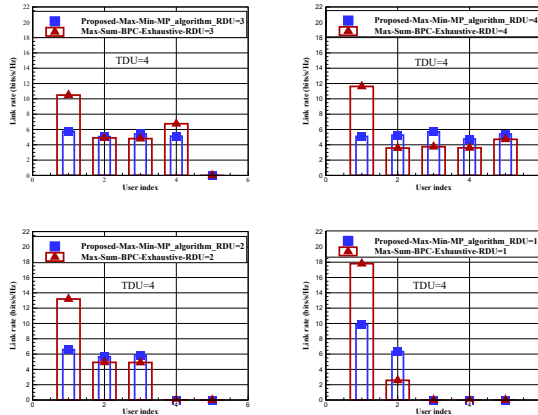 22
20
18
16
14
12
10
8
6
4
2
0
Link rate (bits/s/Hz)
Proposed-Max-Min-MP_algorithm_RDU=3
Max-Sum-BPC-Exhaustive-RDU=3
TDU=4
0 2 4 6
User index
22
20
18
16
14
12
10
8
6
4
2
0
Link rate (bits/s/Hz)
Proposed-Max-Min-MP_algorithm_RDU=4
Max-Sum-BPC-Exhaustive-RDU=4
TDU=4
0 2 4
User index
22
20
18
16
14
12
10
8
6
4
2
0
Link rate (bits/s/Hz)
Proposed-Max-Min-MP_algorithm_RDU=2
Max-Sum-BPC-Exhaustive-RDU=2
TDU=4
0 2 4 6
User index
22
20
18
16
14
12
10
8
6
4
2
0
Link rate (bits/s/Hz)
Proposed-Max-Min-MP_algorithm_RDU=1
Max-Sum-BPC-Exhaustive-RDU=1
TDU=4
0 2 4
User index